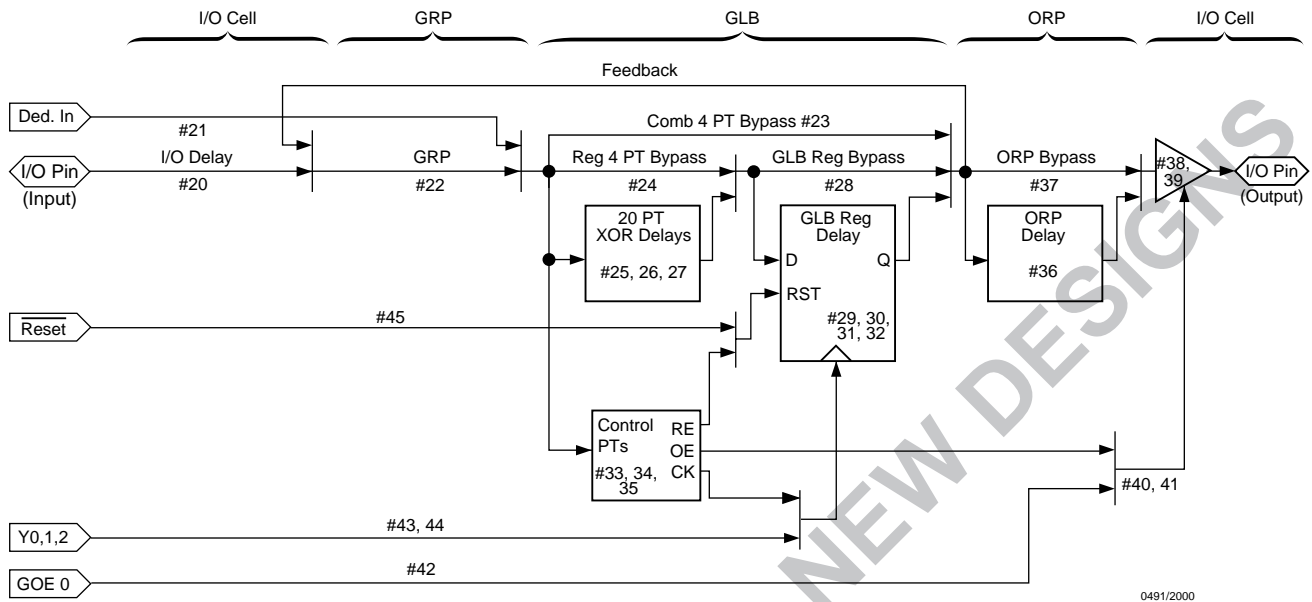 I/O Cell GRP GLB ORP I/O Cell
Feedback
Ded. In
#21
Comb 4 PT Bypass #23
I/O Pin
(Input)
I/O Delay
#20
GRP
#22
Reg 4 PT Bypass
#24
GLB Reg Bypass
#28
ORP Bypass
#37
#38,
39
I/O Pin
(Output)
20 PT
XOR Delays
#25, 26, 27
GLB Reg
Delay
D Q
RST
#29, 30,
31, 32
ORP
Delay
#36
Reset
#45
Control
PTs
#33, 34,
35
RE
OE
CK
#40, 41
Y0,1,2
#43, 44
GOE 0
#42
0491/2000
NEW DESIGNS